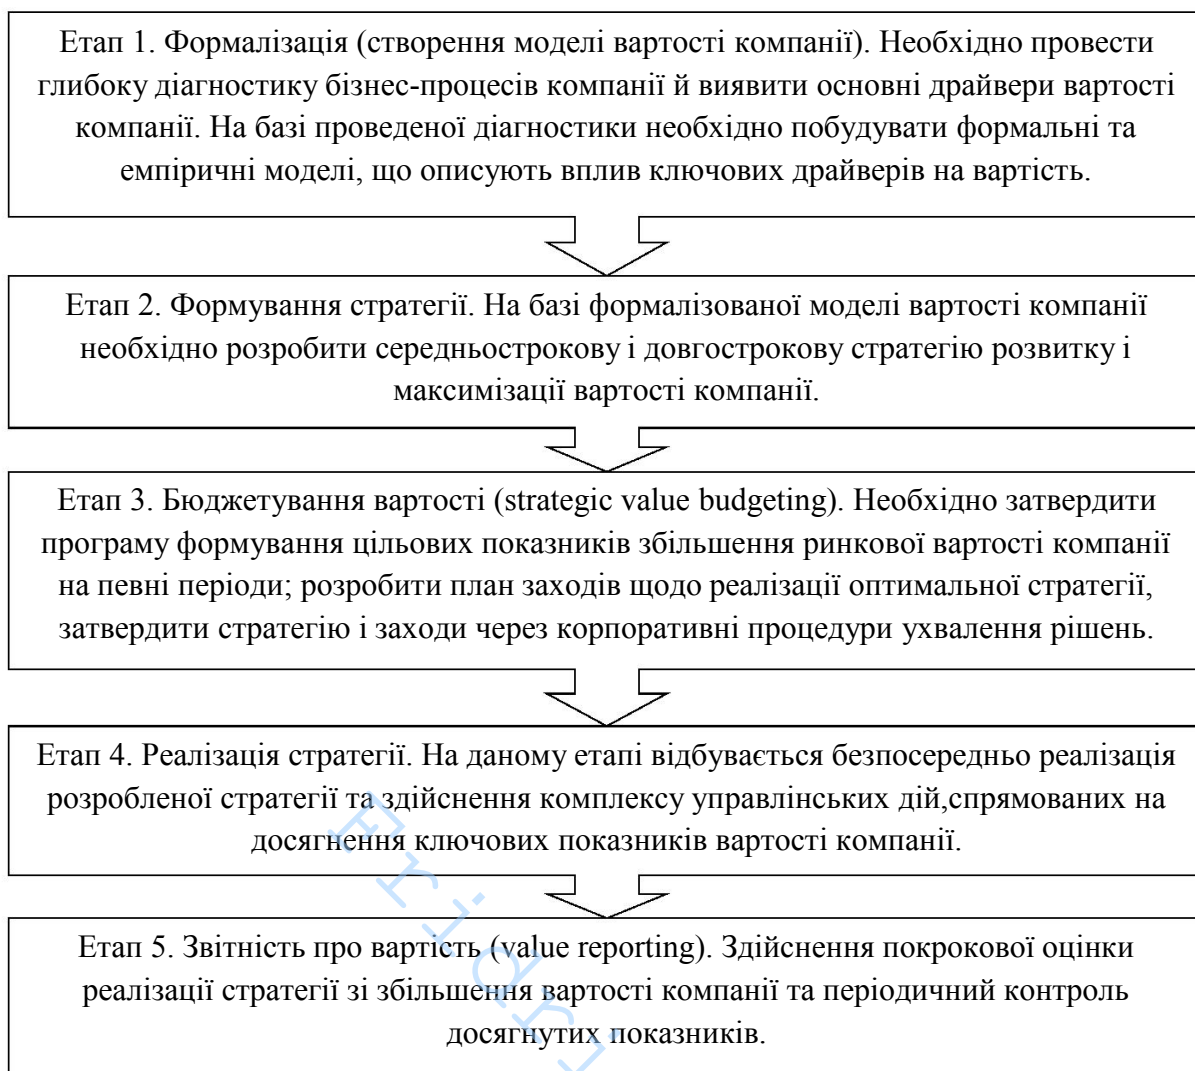 Етап 1. Формалізація (створення моделі вартості компанії). Необхідно провести
глибоку діагностику бізнес-процесів компанії й виявити основні драйвери вартості
компанії. На базі проведеної діагностики необхідно побудувати формальні та
емпіричні моделі, що описують вплив ключових драйверів на вартість.
Етап 2. Формування стратегії. На базі формалізованої моделі вартості компанії
необхідно розробити середньострокову і довгострокову стратегію розвитку і
максимізації вартості компанії.
Етап 3. Бюджетування вартості (strategic value budgeting). Необхідно затвердити
програму формування цільових показників збільшення ринкової вартості компанії
на певні періоди; розробити план заходів щодо реалізації оптимальної стратегії,
затвердити стратегію і заходи через корпоративні процедури ухвалення рішень.
Етап 4. Реалізація стратегії. На даному етапі відбувається безпосередньо реалізація
розробленої стратегії та здійснення комплексу управлінських дій,спрямованих на
досягнення ключових показників вартості компанії.
Етап 5. Звітність про вартість (value reporting). Здійснення покрокової оцінки
реалізації стратегії зі збільшення вартості компанії та періодичний контроль
досягнутих показників.